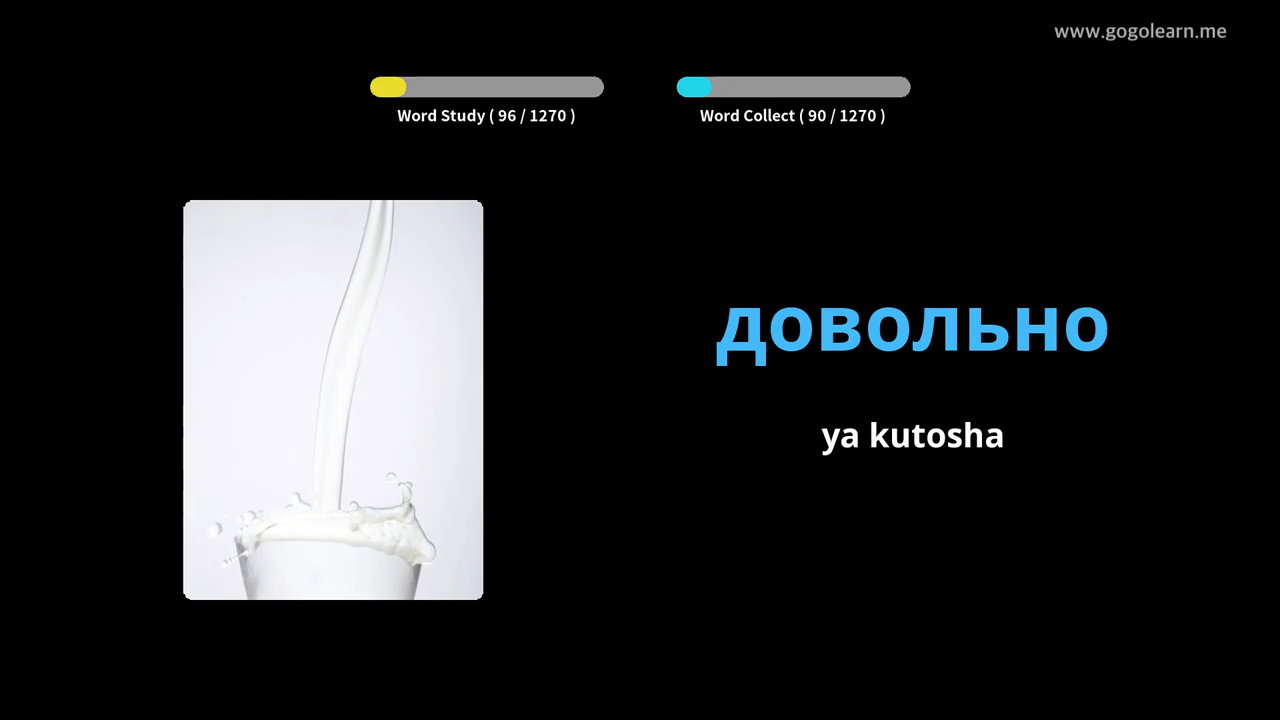 www.gogolearn.me
Word Study ( 96 / 1270 )
Word Collect ( 90 / 1270 )
довольно
ya kutosha